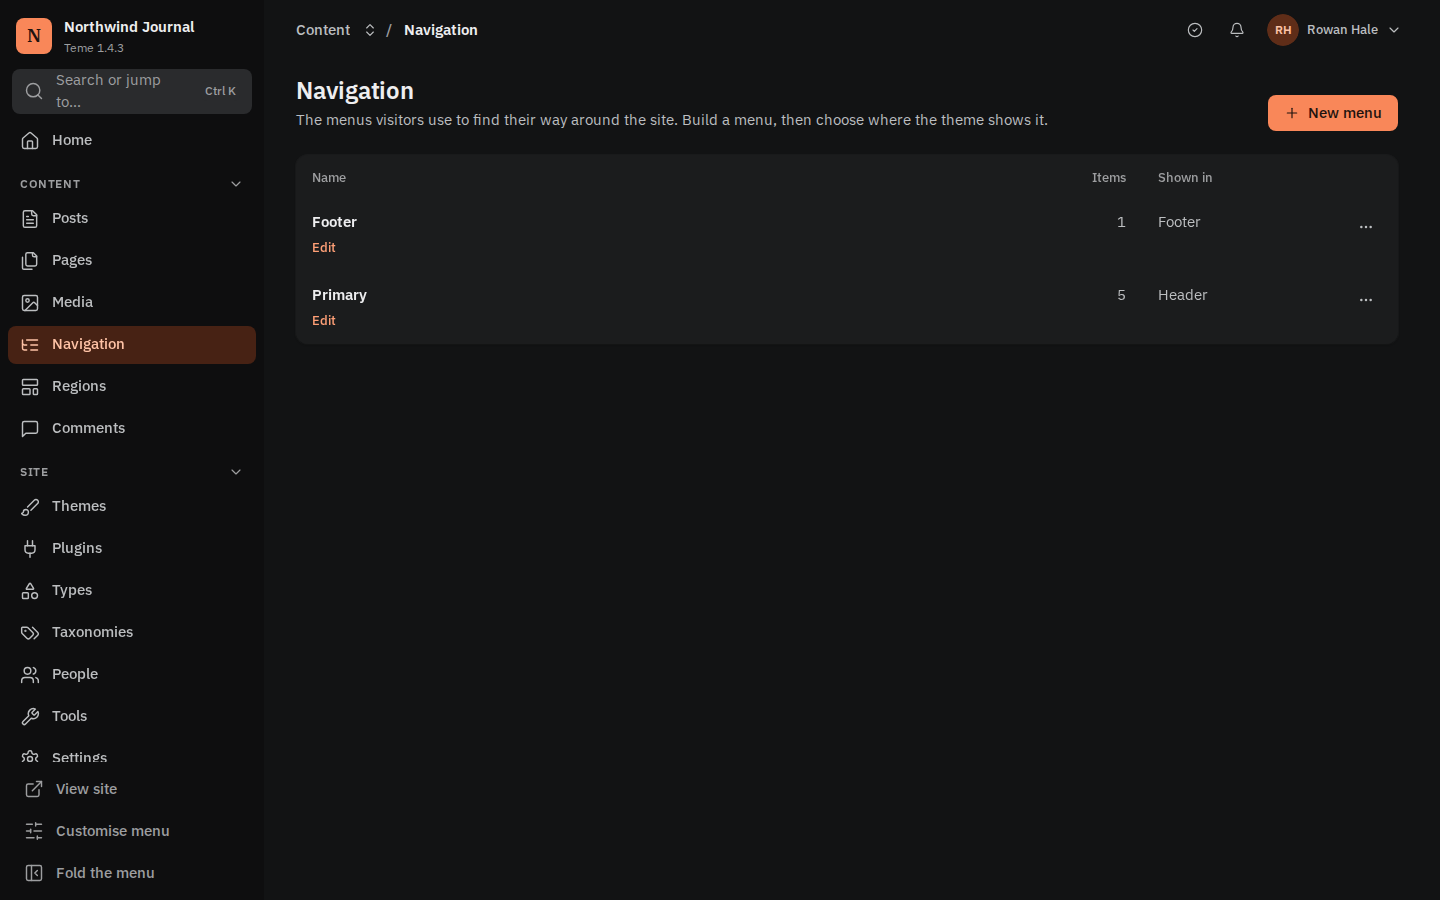 N
Northwind Journal
Teme 1.4.3
Search or jump
to...
Ctrl K
Home
CONTENT
Posts
Pages
Media
Navigation
Regions
Comments
SITE
Themes
Plugins
Types
Taxonomies
People
Tools
Settings
View site
Customise menu
Fold the menu
Content / Navigation
RH Rowan Hale
Navigation
The menus visitors use to find their way around the site. Build a menu, then choose where the theme shows it.
+ New menu
Name Items Shown in
Footer 1 Footer ...
Edit
Primary 5 Header ...
Edit